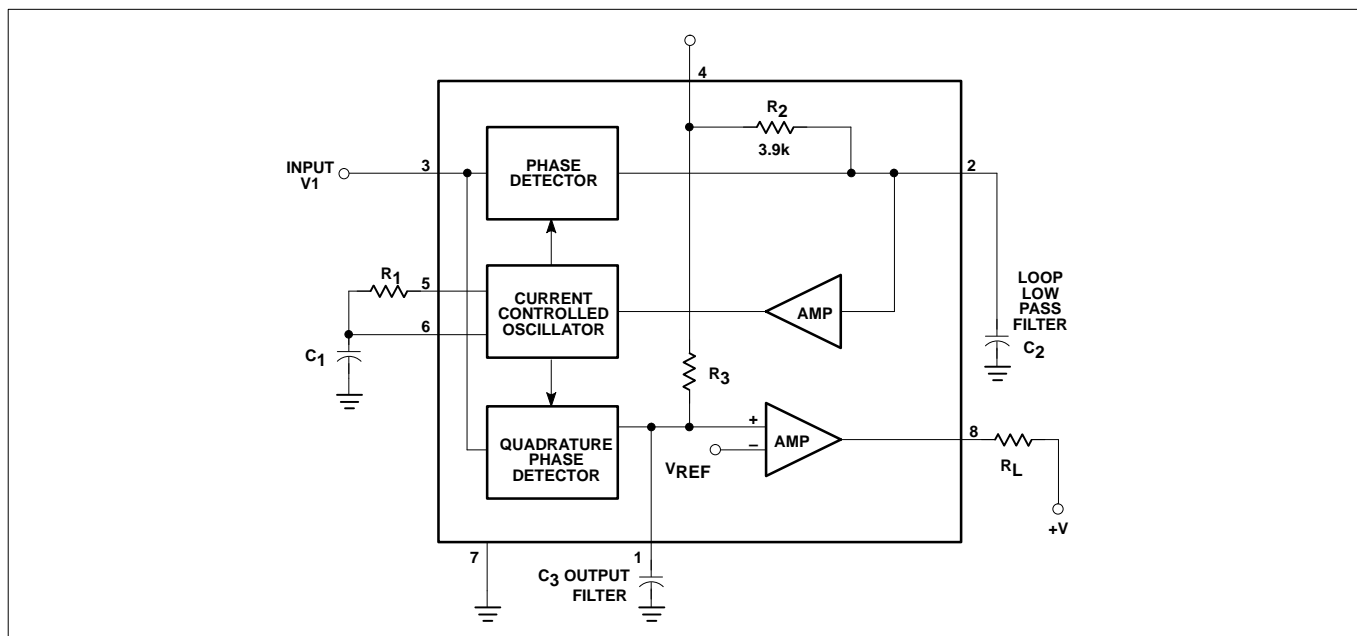 4
R2
3.9k
INPUT
V1
3
PHASE
DETECTOR
2
R1
5
CURRENT
CONTROLLED
OSCILLATOR
AMP
LOOP
LOW
PASS
FILTER
C2
6
C1
R3
QUADRATURE
PHASE
DETECTOR
+
–
VREF
AMP
8
RL
+V
7
1
C3 OUTPUT
FILTER